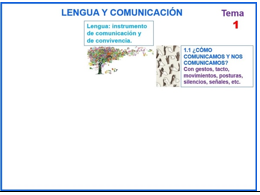 LENGUA Y COMUNICACIÓN
Tema
1
Lengua: instrumento
de comunicación y
de convivencia.
1.1 ¿CÓMO
COMUNICAMOS Y NOS
COMUNICAMOS?
Con gestos, tacto,
movimientos, posturas,
silencios, señales, etc.